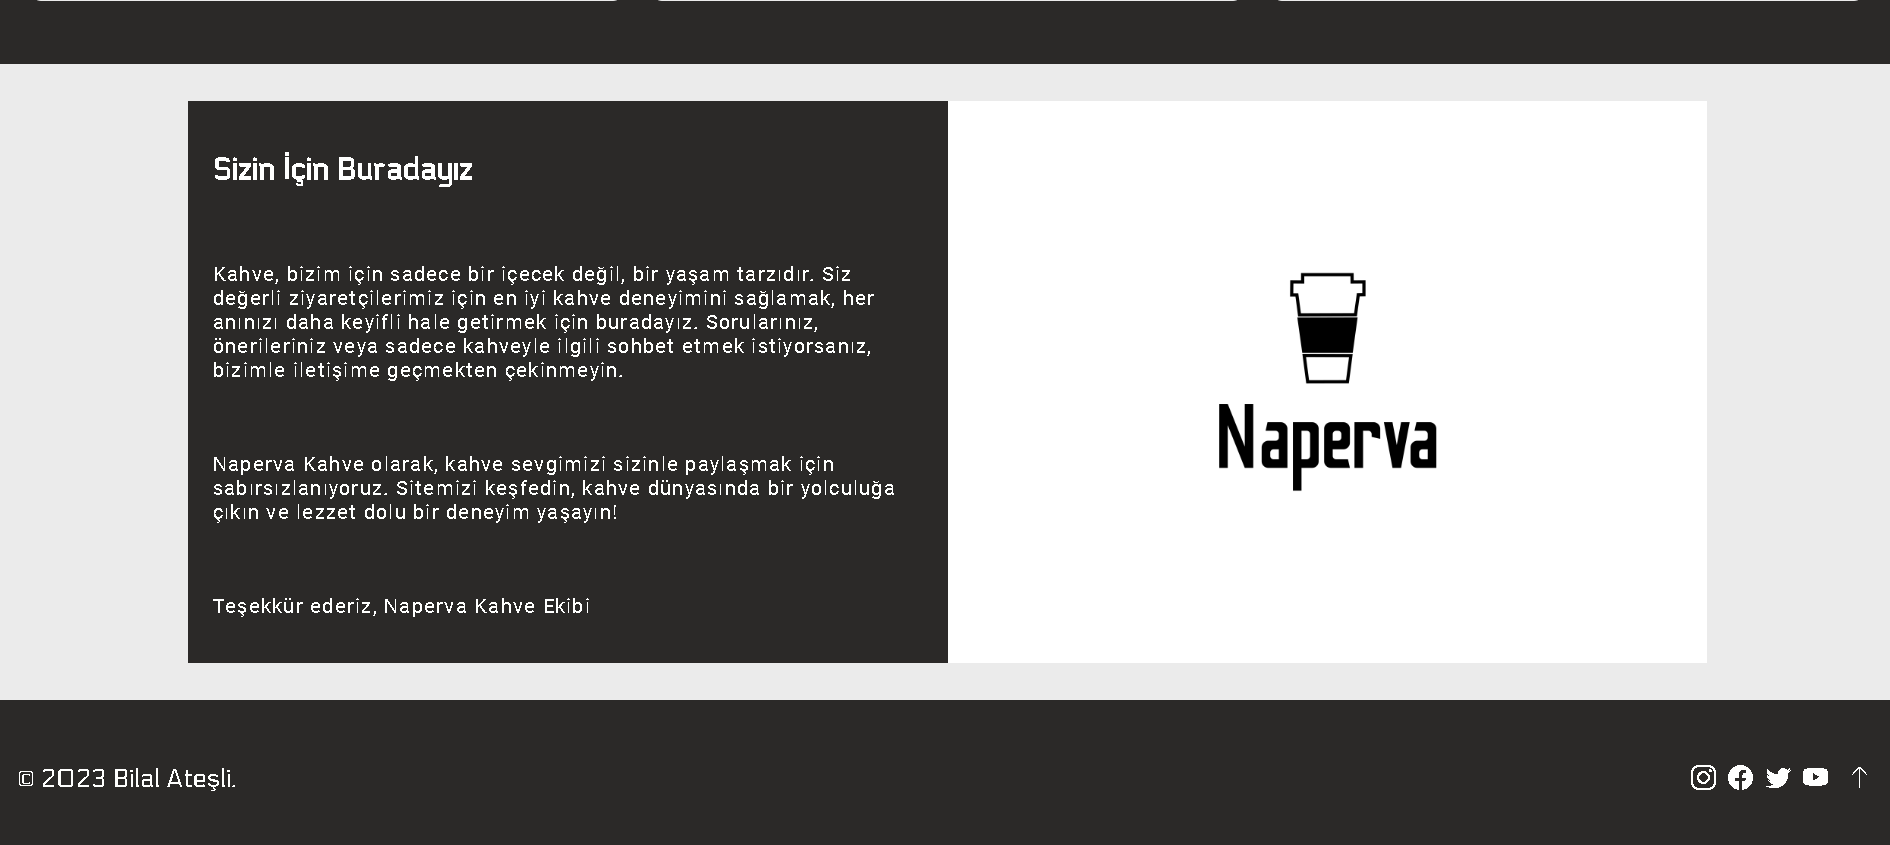 Sizin İçin Buradayız
Kahve, bizim için sadece bir içecek değil, bir yaşam tarzıdır. Siz
değerli ziyaretçilerimiz için en iyi kahve deneyimini sağlamak, her
anınızı daha keyifli hale getirmek için buradayız. Sorularınız,
önerileriniz veya sadece kahveyle ilgili sohbet etmek istiyorsanız,
bizimle iletişime geçmekten çekinmeyin.
Naperva Kahve olarak, kahve sevgimizi sizinle paylaşmak için
sabırsızlanıyoruz. Sitemizi keşfedin, kahve dünyasında bir yolculuğa
çıkın ve lezzet dolu bir deneyim yaşayın!
Teşekkür ederiz, Naperva Kahve Ekibi
Naperva
© 2023 Bilal Ateşli.